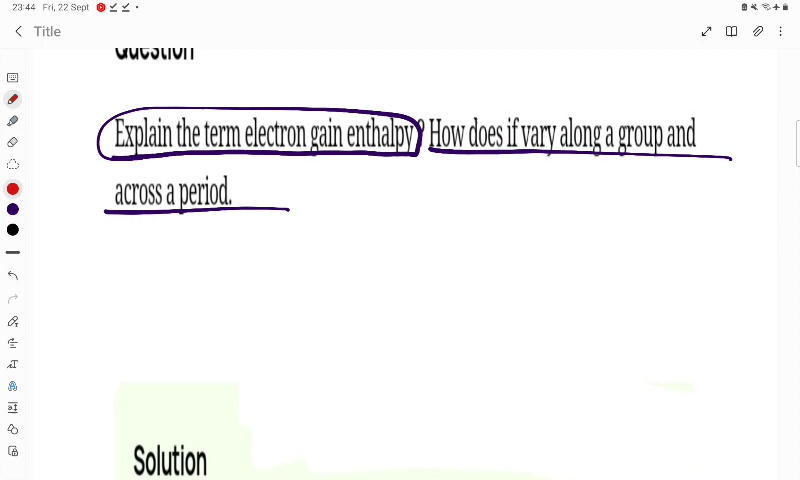 23:44 Fri, 22 Sept
Title
Question
Explain the term electron gain enthalpy? How does if vary along a group and
across a period.
Solution